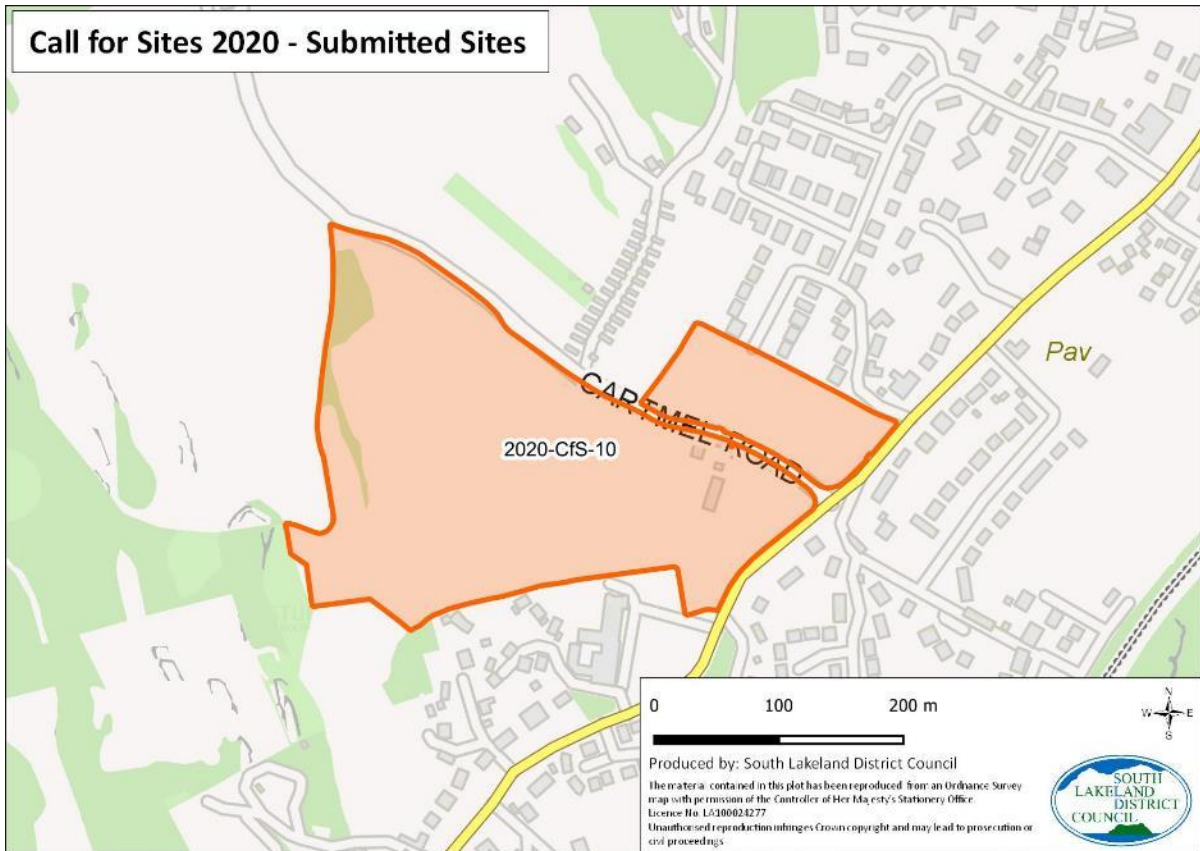 Call for Sites 2020 - Submitted Sites
Pav
CARTMEL ROAD
2020-CfS-10
0 100 200 m
N
W E
S
Produced by: South Lakeland District Council
The material contained in this plot has been reproduced from an Ordnance Survey
map with permission of the Controller of Her Majesty's Stationery Office
Licence No. LA100024277
Unauthorised reproduction infringes Crown copyright and may lead to prosecution or
civil proceedings
SOUTH
LAKELAND
DISTRICT
COUNCIL